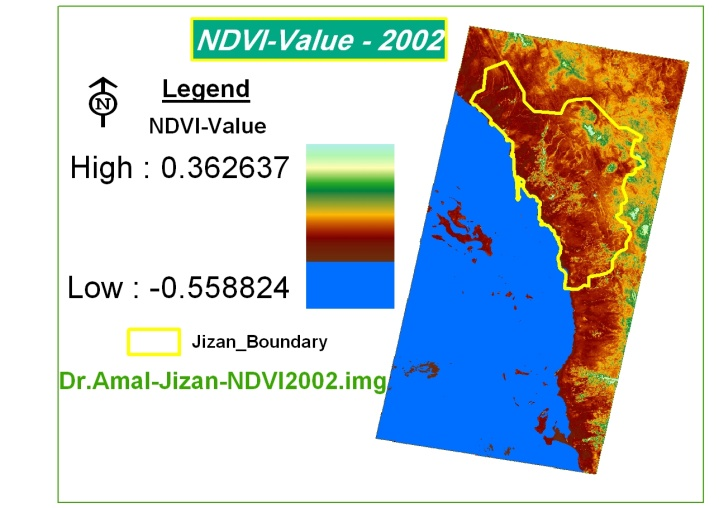 NDVI-Value - 2002
N
Legend
NDVI-Value
High : 0.362637
Low : -0.558824
Jizan_Boundary
Dr.Amal-Jizan-NDVI2002.img